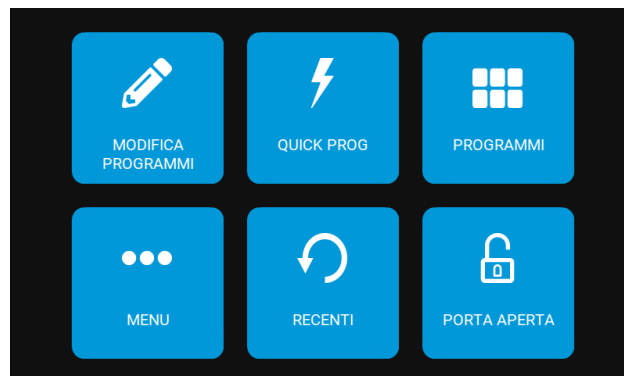 MODIFICA
PROGRAMMI
QUICK PROG
PROGRAMMI
MENU
RECENTI
PORTA APERTA